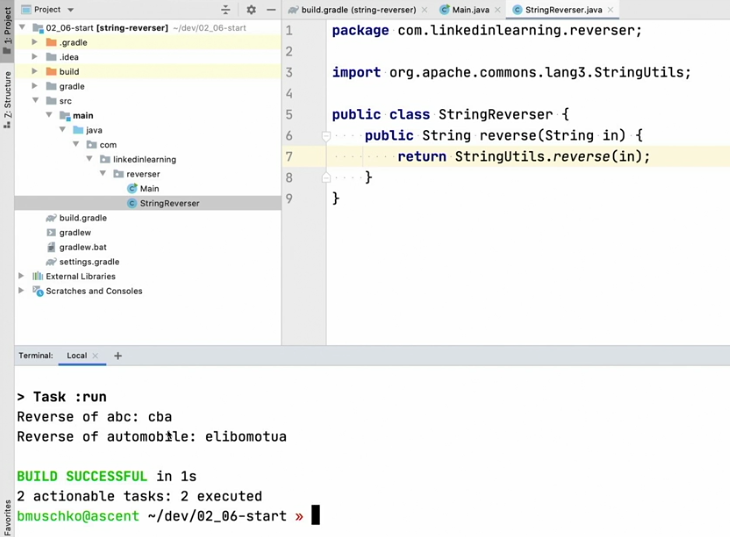 1: Project
Z: Structure
Favorites
Project
02_06-start [string-reverser] ~/dev/02_06-start
.gradle
.idea
build
gradle
src
main
java
com
linkedinlearning
reverser
Main
StringReverser
build.gradle
gradlew
gradlew.bat
settings.gradle
External Libraries
Scratches and Consoles
build.gradle (string-reverser) Main.java StringReverser.java
1 package com.linkedinlearning.reverser;
2
3 import org.apache.commons.lang3.StringUtils;
4
5 public class StringReverser {
6 public String reverse(String in) {
7 return StringUtils.reverse(in);
8 }
9 }
Terminal: Local +
> Task :run
Reverse of abc: cba
Reverse of automobile: elibomotua
BUILD SUCCESSFUL in 1s
2 actionable tasks: 2 executed
bmuschko@ascent ~/dev/02_06-start »